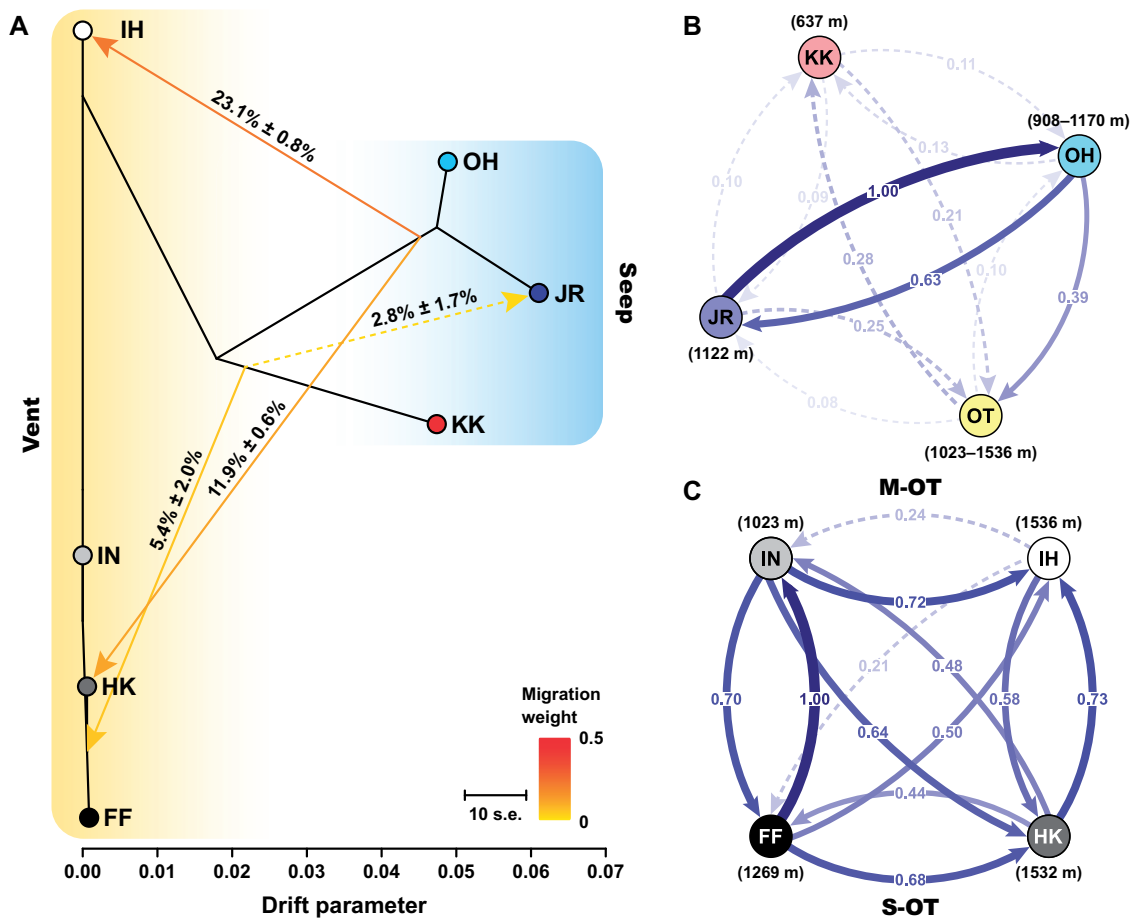 A
IH
23.1% ± 0.8%
OH
JR
2.8% ± 1.7%
Seep
KK
Vent
11.9% ± 0.6%
5.4% ± 2.0%
IN
HK
FF
Migration
weight
0.5
0
10 s.e.
0.00 0.01 0.02 0.03 0.04 0.05 0.06 0.07
Drift parameter
B
(637 m)
KK
0.11
(908–1170 m)
OH
0.13
0.10
0.09
1.00
0.21
0.28
0.10
0.63
0.39
JR
(1122 m)
0.25
0.08
OT
(1023–1536 m)
C
M-OT
(1023 m)
0.24
(1536 m)
IN
IH
0.72
0.21
0.48
0.70
1.00
0.58
0.73
0.64
0.50
0.44
FF
HK
(1269 m)
0.68
(1532 m)
S-OT